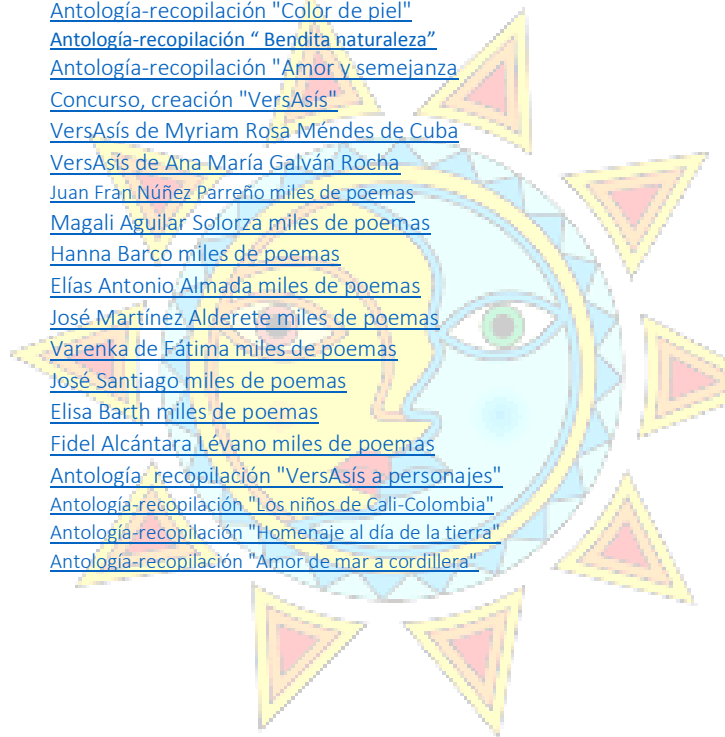 Antología-recopilación "Color de piel"
Antología-recopilación “ Bendita naturaleza”
Antología-recopilación "Amor y semejanza
Concurso, creación "VersAsís"
VersAsís de Myriam Rosa Méndes de Cuba
VersAsís de Ana María Galván Rocha
Juan Fran Núñez Parreño miles de poemas
Magali Aguilar Solorza miles de poemas
Hanna Barco miles de poemas
Elías Antonio Almada miles de poemas
José Martínez Alderete miles de poemas
Varenka de Fátima miles de poemas
José Santiago miles de poemas
Elisa Barth miles de poemas
Fidel Alcántara Lévano miles de poemas
Antología_recopilación "VersAsís a personajes"
Antología-recopilación "Los niños de Cali-Colombia"
Antología-recopilación "Homenaje al día de la tierra"
Antología-recopilación "Amor de mar a cordillera"